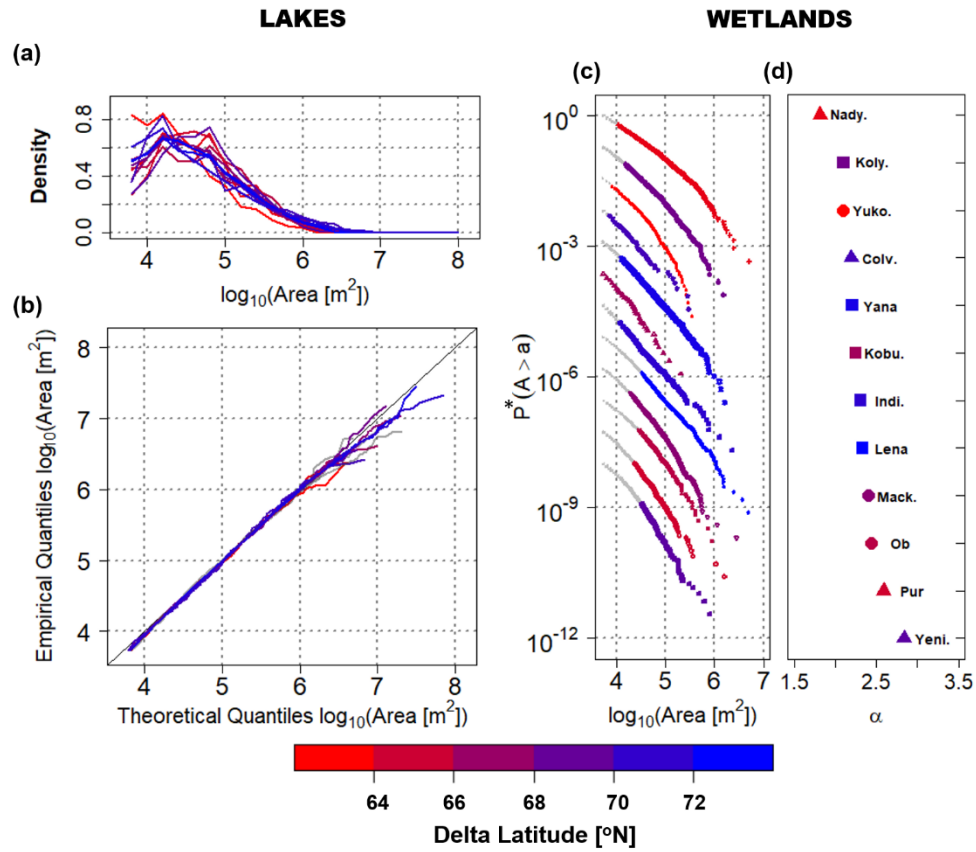 LAKES
WETLANDS
(a)
0.8
0.4
0.0
Density
4 5 6 7 8
log10(Area [m2])
(b)
8
7
6
5
4
Empirical Quantiles log10(Area [m2])
4 5 6 7 8
Theoretical Quantiles log10(Area [m2])
(c)
10^0
10^-3
10^-6
10^-9
10^-12
P*(A > a)
4 5 6 7
log10(Area [m2])
(d)
Nady.
Koly.
Yuko.
Colv.
Yana
Kobu.
Indi.
Lena
Mack.
Ob
Pur
Yeni.
1.5 2.5 3.5
α
64 66 68 70 72
Delta Latitude [oN]